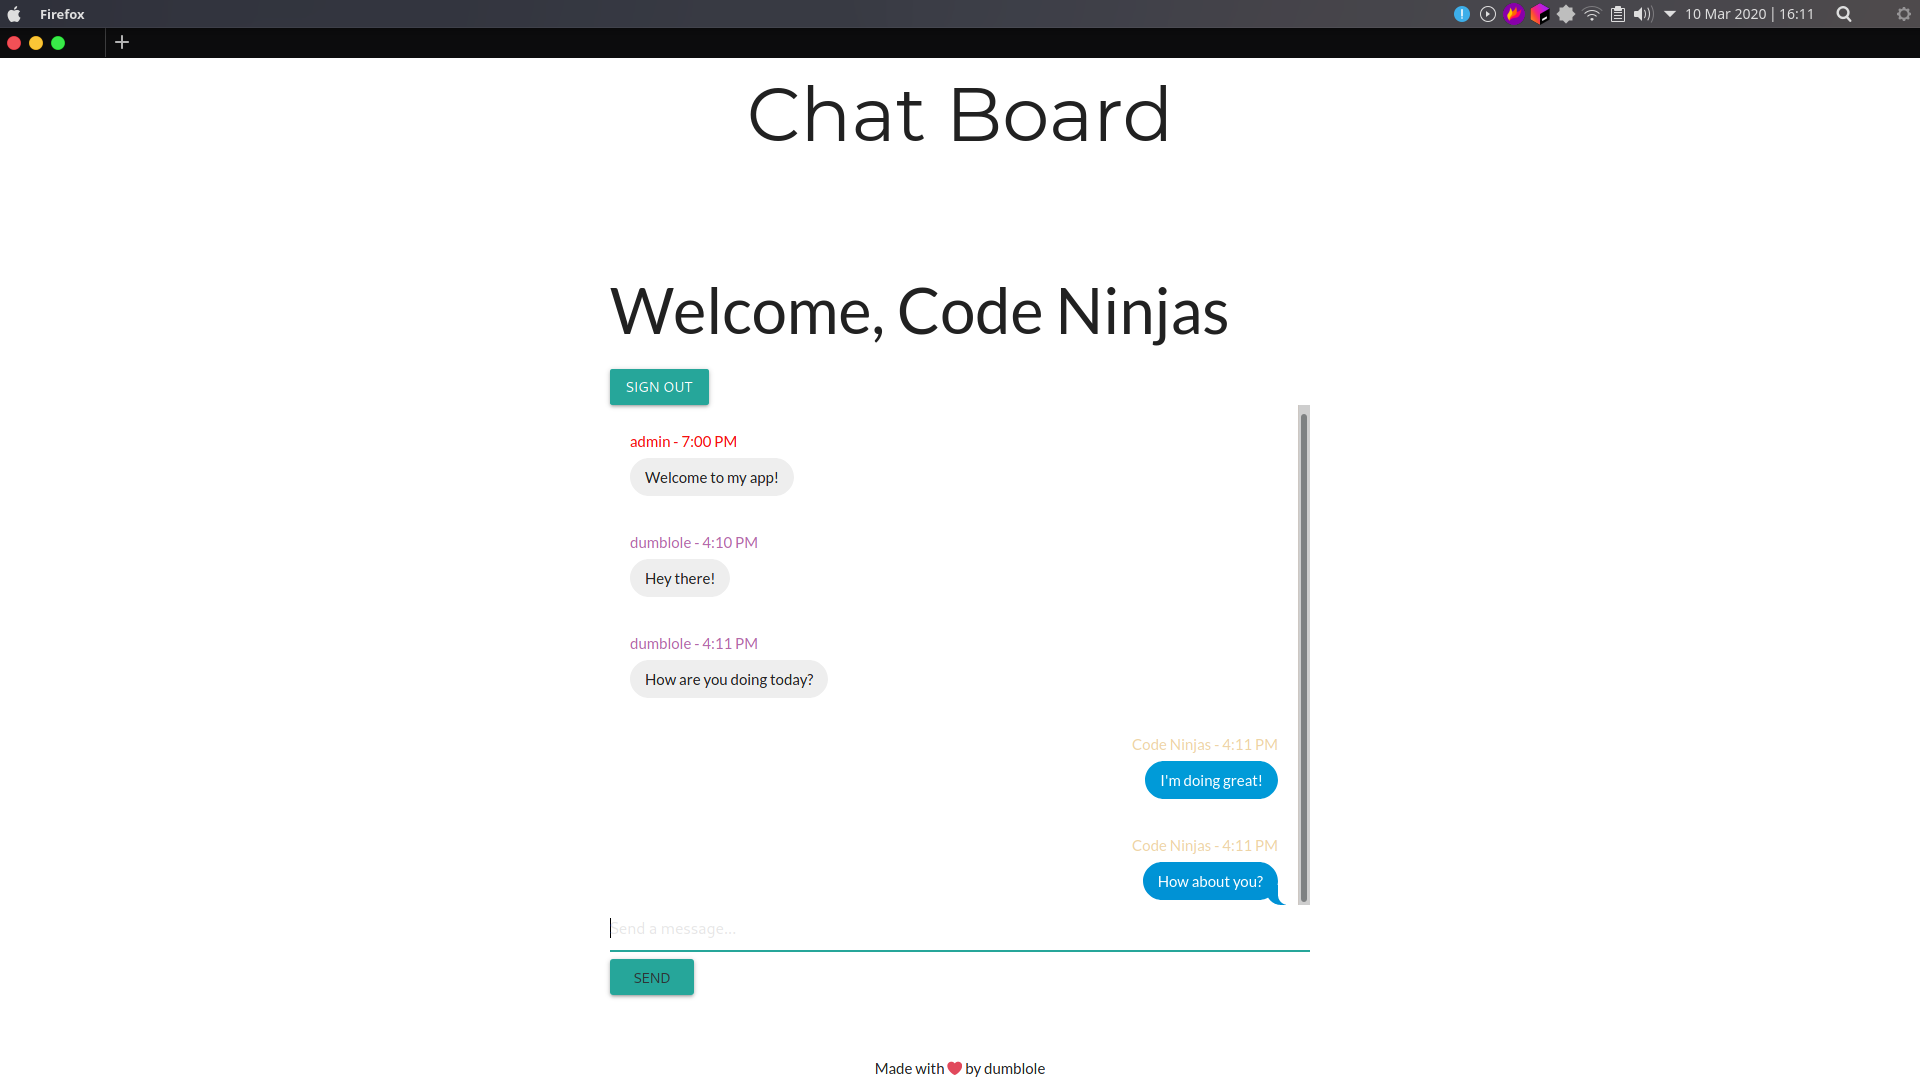 Firefox
10 Mar 2020 | 16:11
Chat Board
Welcome, Code Ninjas
SIGN OUT
admin - 7:00 PM
Welcome to my app!
dumblole - 4:10 PM
Hey there!
dumblole - 4:11 PM
How are you doing today?
Code Ninjas - 4:11 PM
I'm doing great!
Code Ninjas - 4:11 PM
How about you?
Send a message...
SEND
Made with ❤ by dumblole